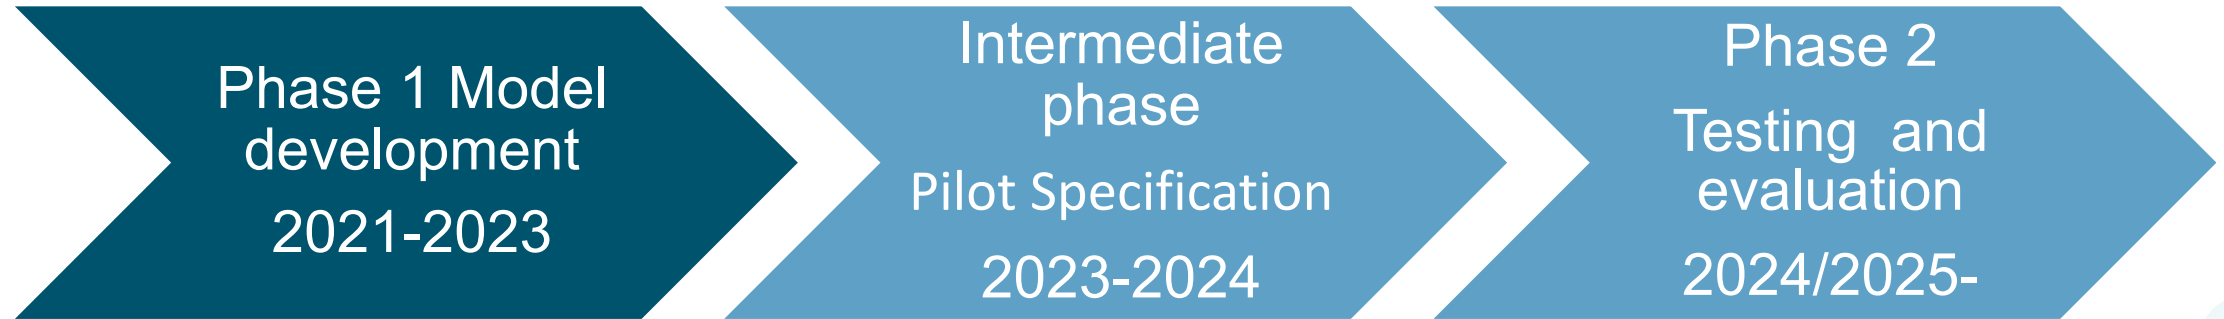 Phase 1 Model
development
2021-2023
Intermediate
phase
Pilot Specification
2023-2024
Phase 2
Testing  and
evaluation
2024/2025-